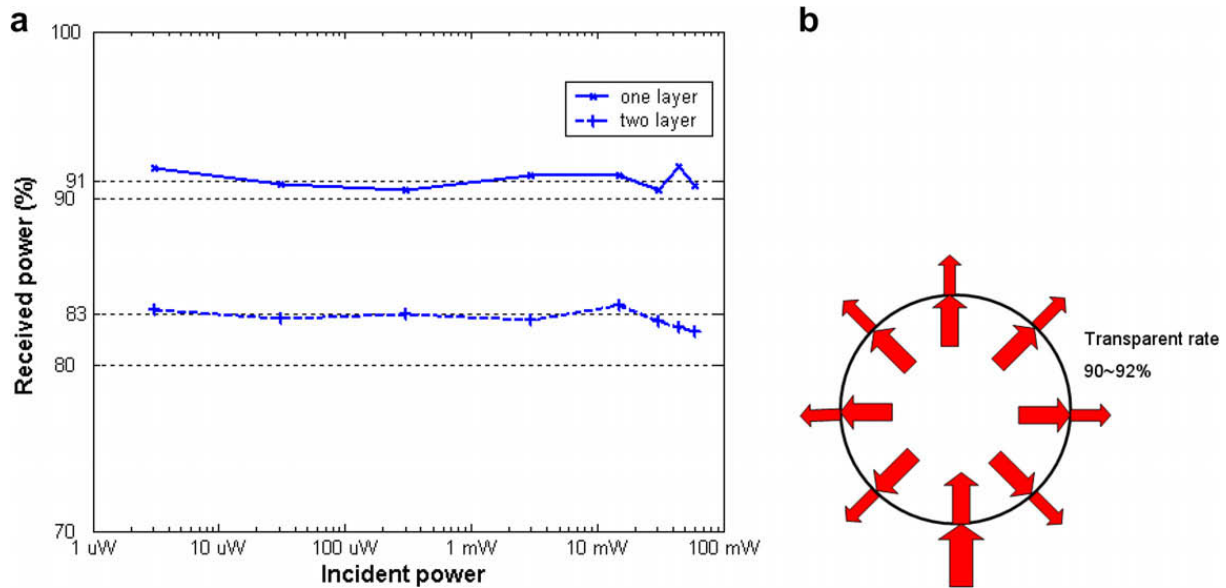 a
100
91
90
83
80
70
Received power (%)
one layer
two layer
1 uW 10 uW 100 uW 1 mW 10 mW 100 mW
Incident power
b
Transparent rate
90~92%